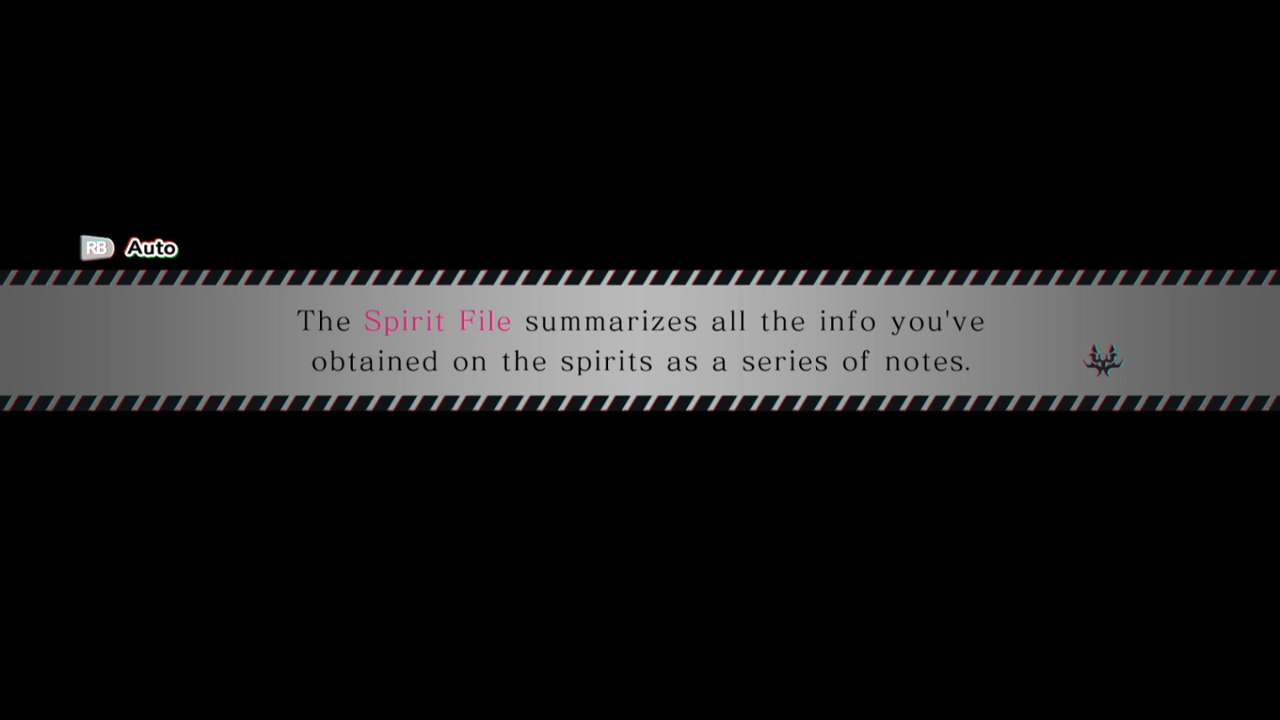 RB Auto
The Spirit File summarizes all the info you've
obtained on the spirits as a series of notes.